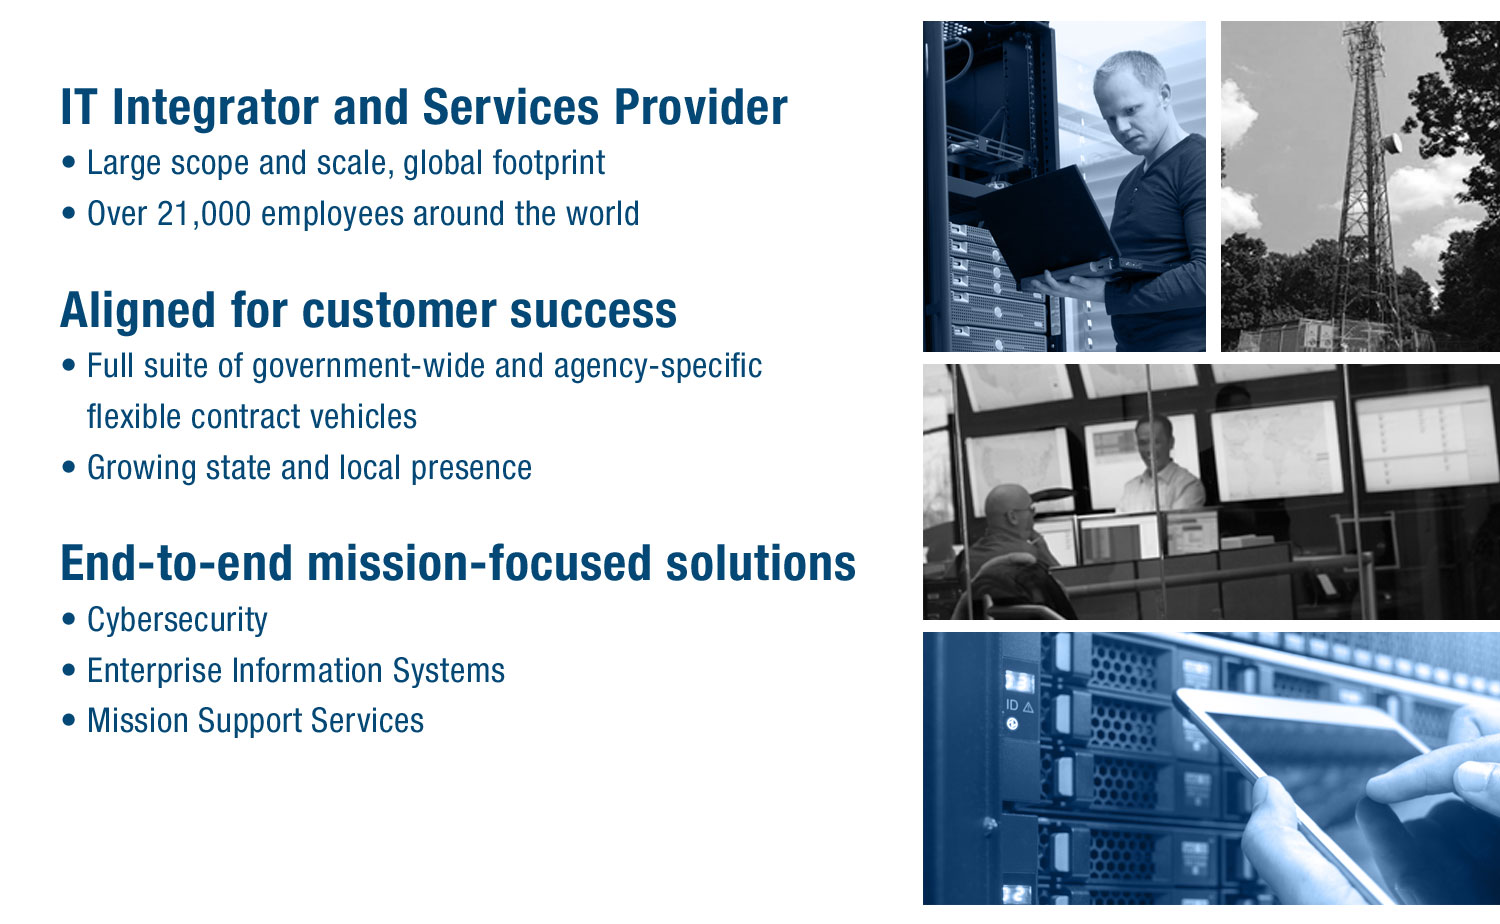 IT Integrator and Services Provider
• Large scope and scale, global footprint
• Over 21,000 employees around the world
Aligned for customer success
• Full suite of government-wide and agency-specific
flexible contract vehicles
• Growing state and local presence
End-to-end mission-focused solutions
• Cybersecurity
• Enterprise Information Systems
• Mission Support Services
ID